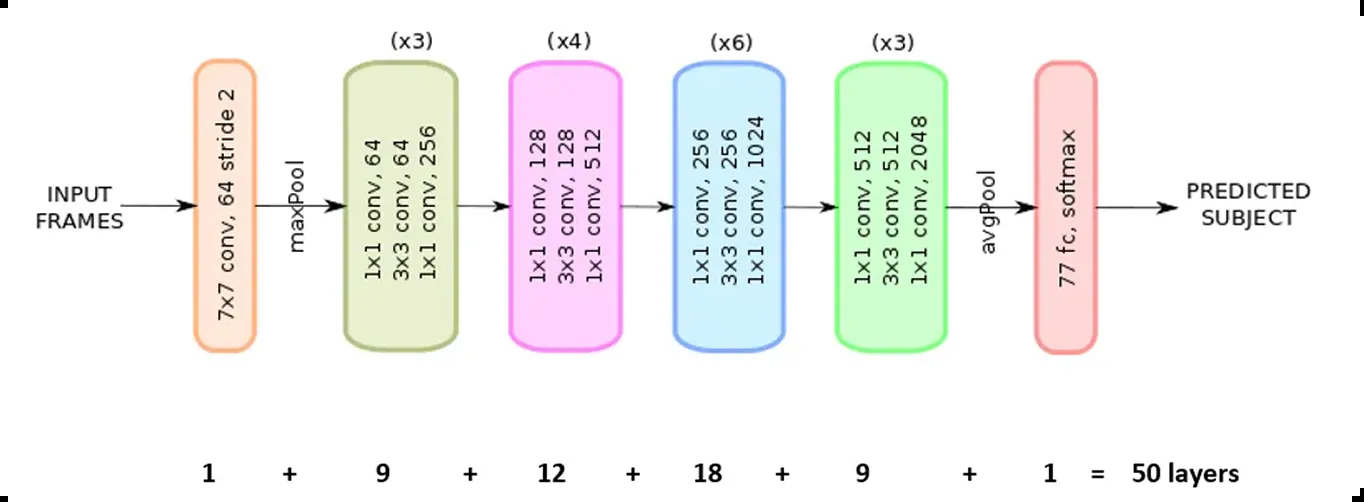 (x3)
(x4)
(x6)
(x3)
INPUT
FRAMES
7x7 conv, 64 stride 2
maxPool
1x1 conv, 64
3x3 conv, 64
1x1 conv, 256
1x1 conv, 128
3x3 conv, 128
1x1 conv, 512
1x1 conv, 256
3x3 conv, 256
1x1 conv, 1024
1x1 conv, 512
3x3 conv, 512
1x1 conv, 2048
avgPool
77 fc, softmax
PREDICTED
SUBJECT
1 + 9 + 12 + 18 + 9 + 1 = 50 layers